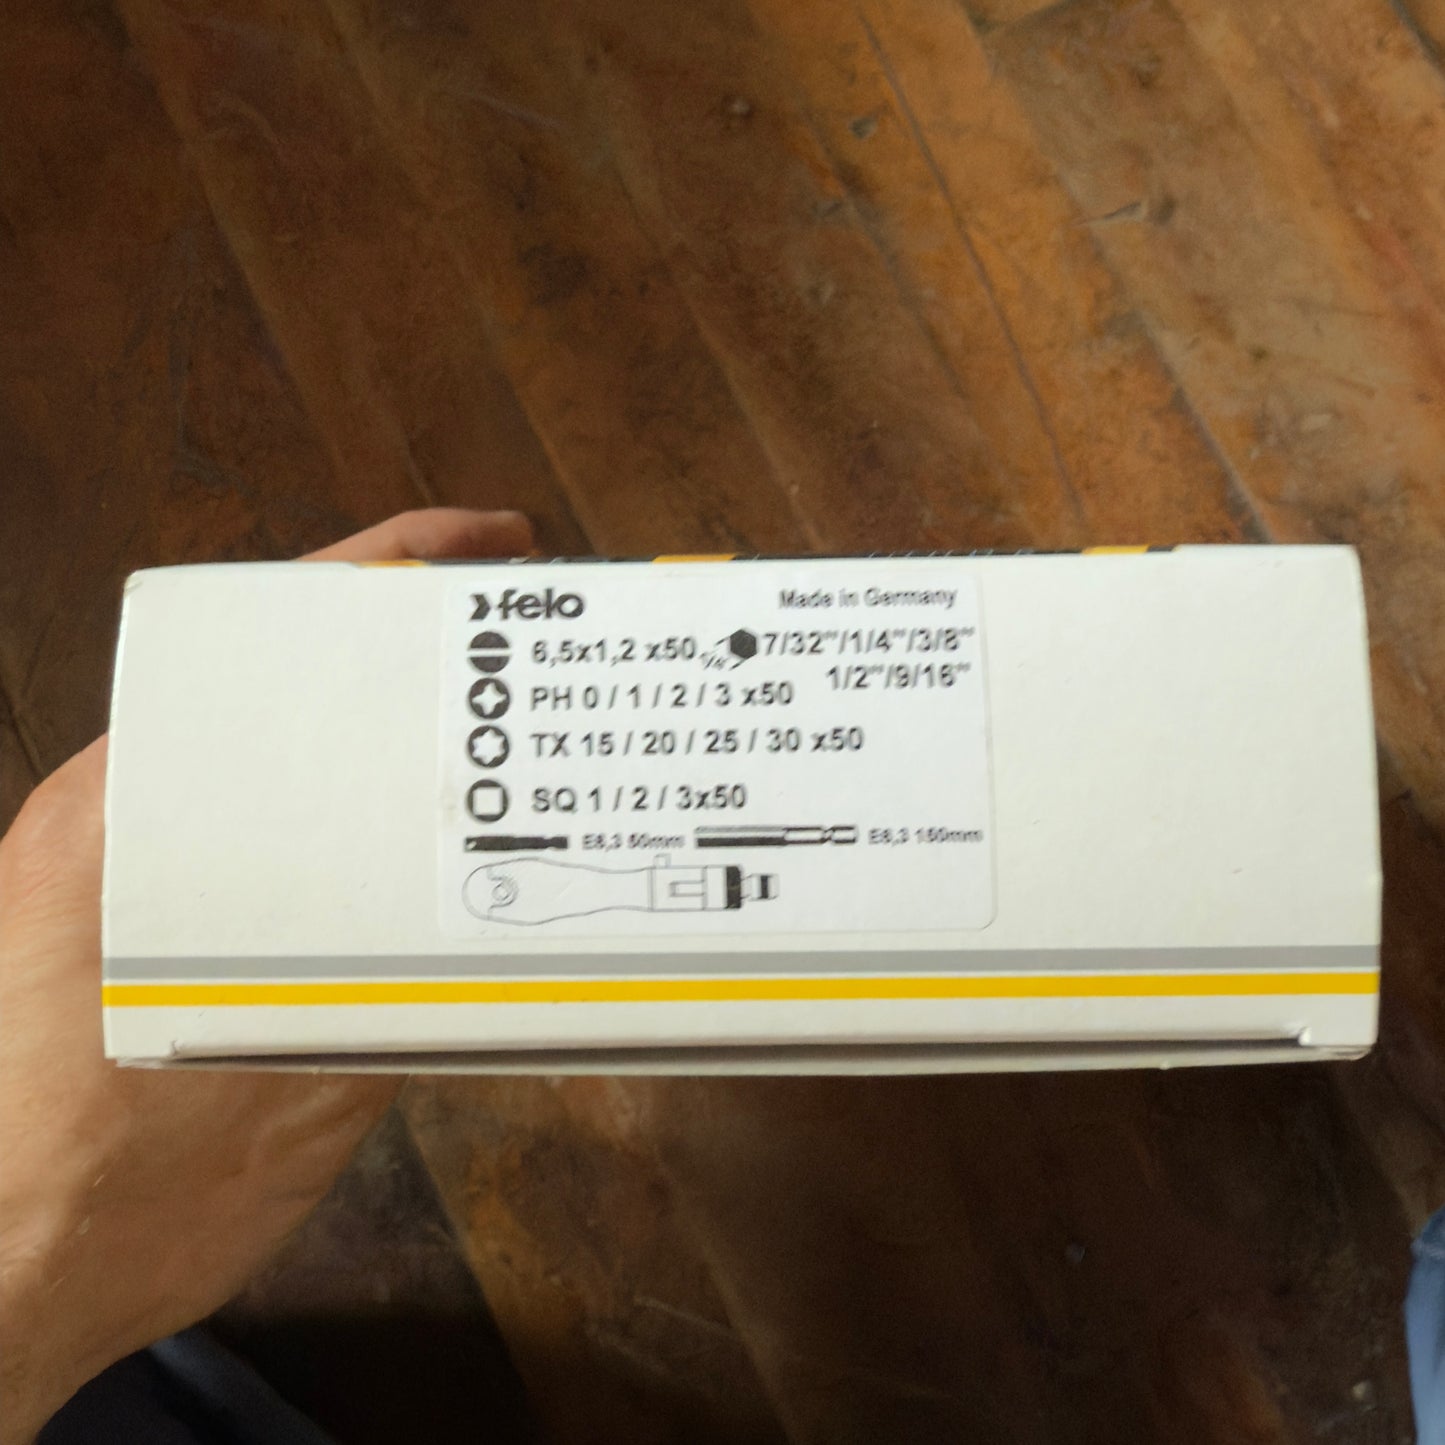 felo Made in Germany
6,5x1,2 x50 1/4" 7/32"/1/4"/3/8"
1/2"/9/16"
PH 0 / 1 / 2 / 3 x50
TX 15 / 20 / 25 / 30 x50
SQ 1 / 2 / 3x50
E6,3 50mm E6,3 150mm